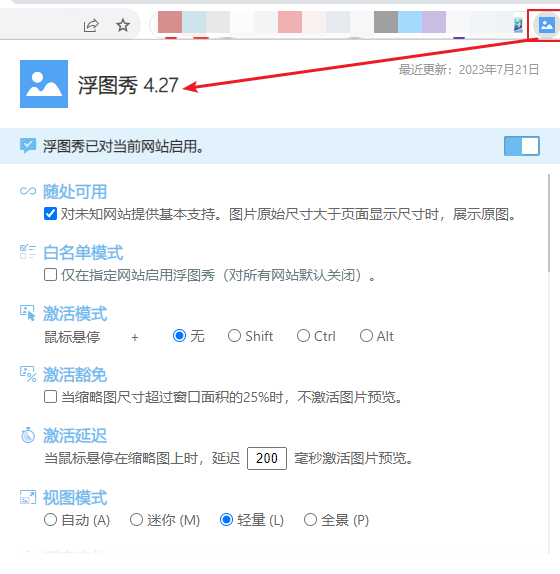 浮图秀 4.27
最近更新：2023年7月21日
浮图秀已对当前网站启用。
随处可用
对未知网站提供基本支持。图片原始尺寸大于页面显示尺寸时，展示原图。
白名单模式
仅在指定网站启用浮图秀（对所有网站默认关闭）。
激活模式
鼠标悬停 + 无 Shift Ctrl Alt
激活豁免
当缩略图尺寸超过窗口面积的25%时，不激活图片预览。
激活延迟
当鼠标悬停在缩略图上时，延迟 200 毫秒激活图片预览。
视图模式
自动 (A) 迷你 (M) 轻量 (L) 全景 (P)